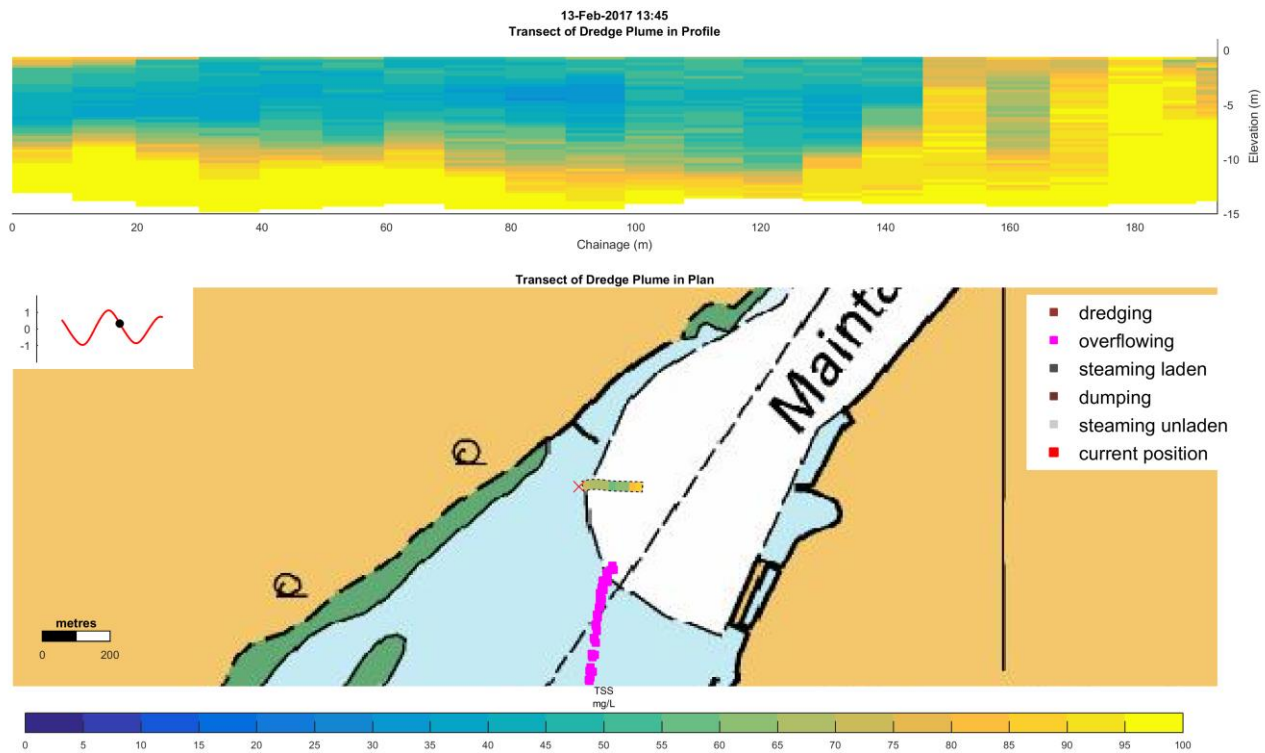 13-Feb-2017 13:45
Transect of Dredge Plume in Profile
0
-5
-10
-15
Elevation (m)
0 20 40 60 80 100 120 140 160 180
Chainage (m)
Transect of Dredge Plume in Plan
1
0
-1
Mainta
dredging
overflowing
steaming laden
dumping
steaming unladen
current position
metres
0 200
TSS
mg/L
0 5 10 15 20 25 30 35 40 45 50 55 60 65 70 75 80 85 90 95 100